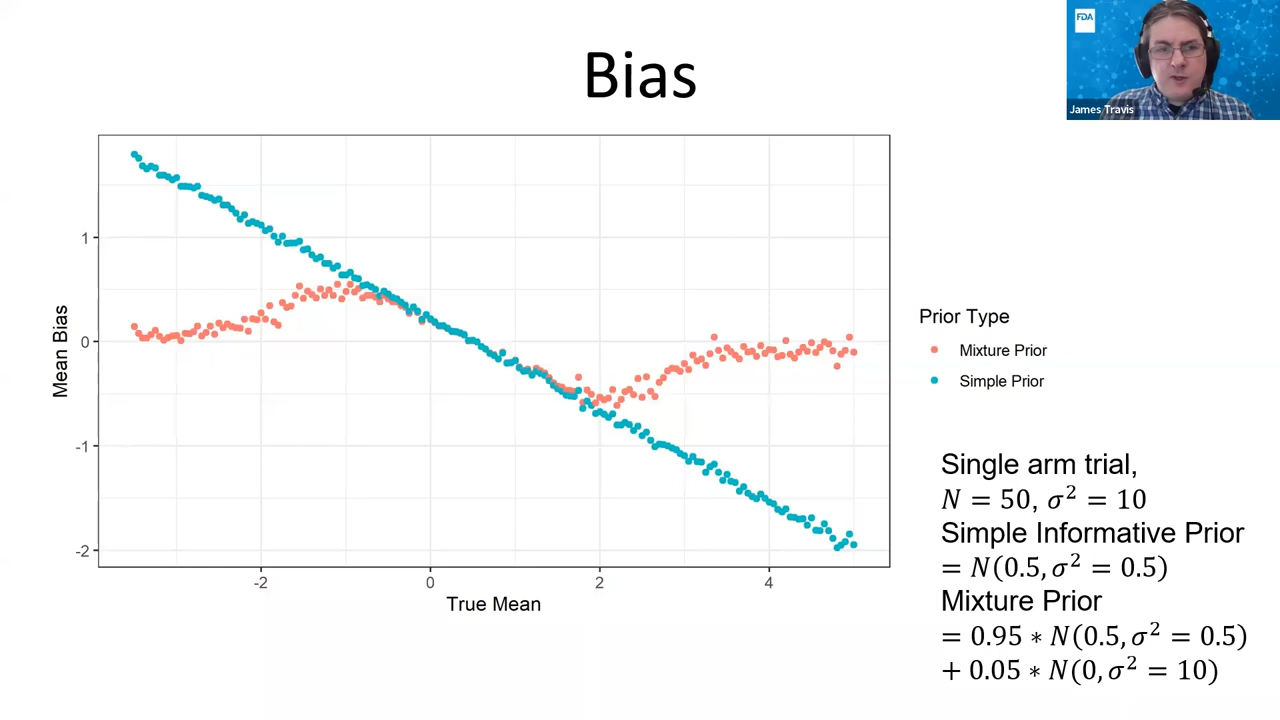 Bias
FDA
James Travis
Mean Bias
1
0
-1
-2
-2
0
2
4
True Mean
Prior Type
Mixture Prior
Simple Prior
Single arm trial,
N = 50, σ² = 10
Simple Informative Prior
= N(0.5, σ² = 0.5)
Mixture Prior
= 0.95 ∗ N(0.5, σ² = 0.5)
+ 0.05 ∗ N(0, σ² = 10)